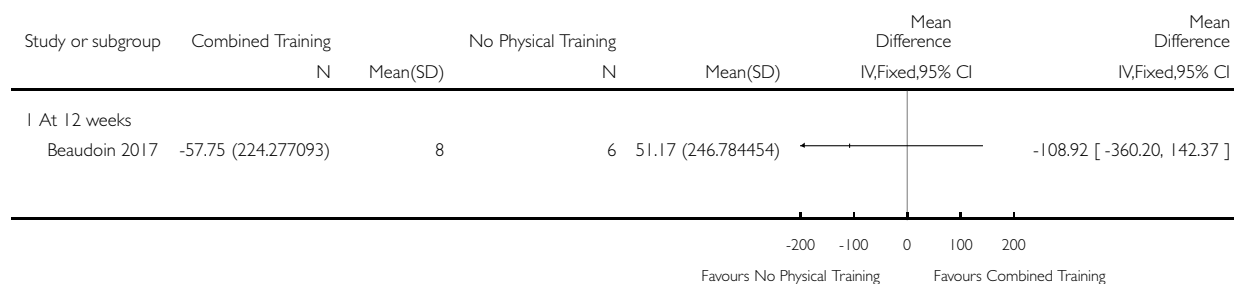 Mean Mean
Study or subgroup Combined Training No Physical Training Difference Difference
N Mean(SD) N Mean(SD) IV,Fixed,95% CI IV,Fixed,95% CI
1 At 12 weeks
Beaudoin 2017 -57.75 (224.277093) 8 6 51.17 (246.784454) -108.92 [ -360.20, 142.37 ]
-200 -100 0 100 200
Favours No Physical Training Favours Combined Training